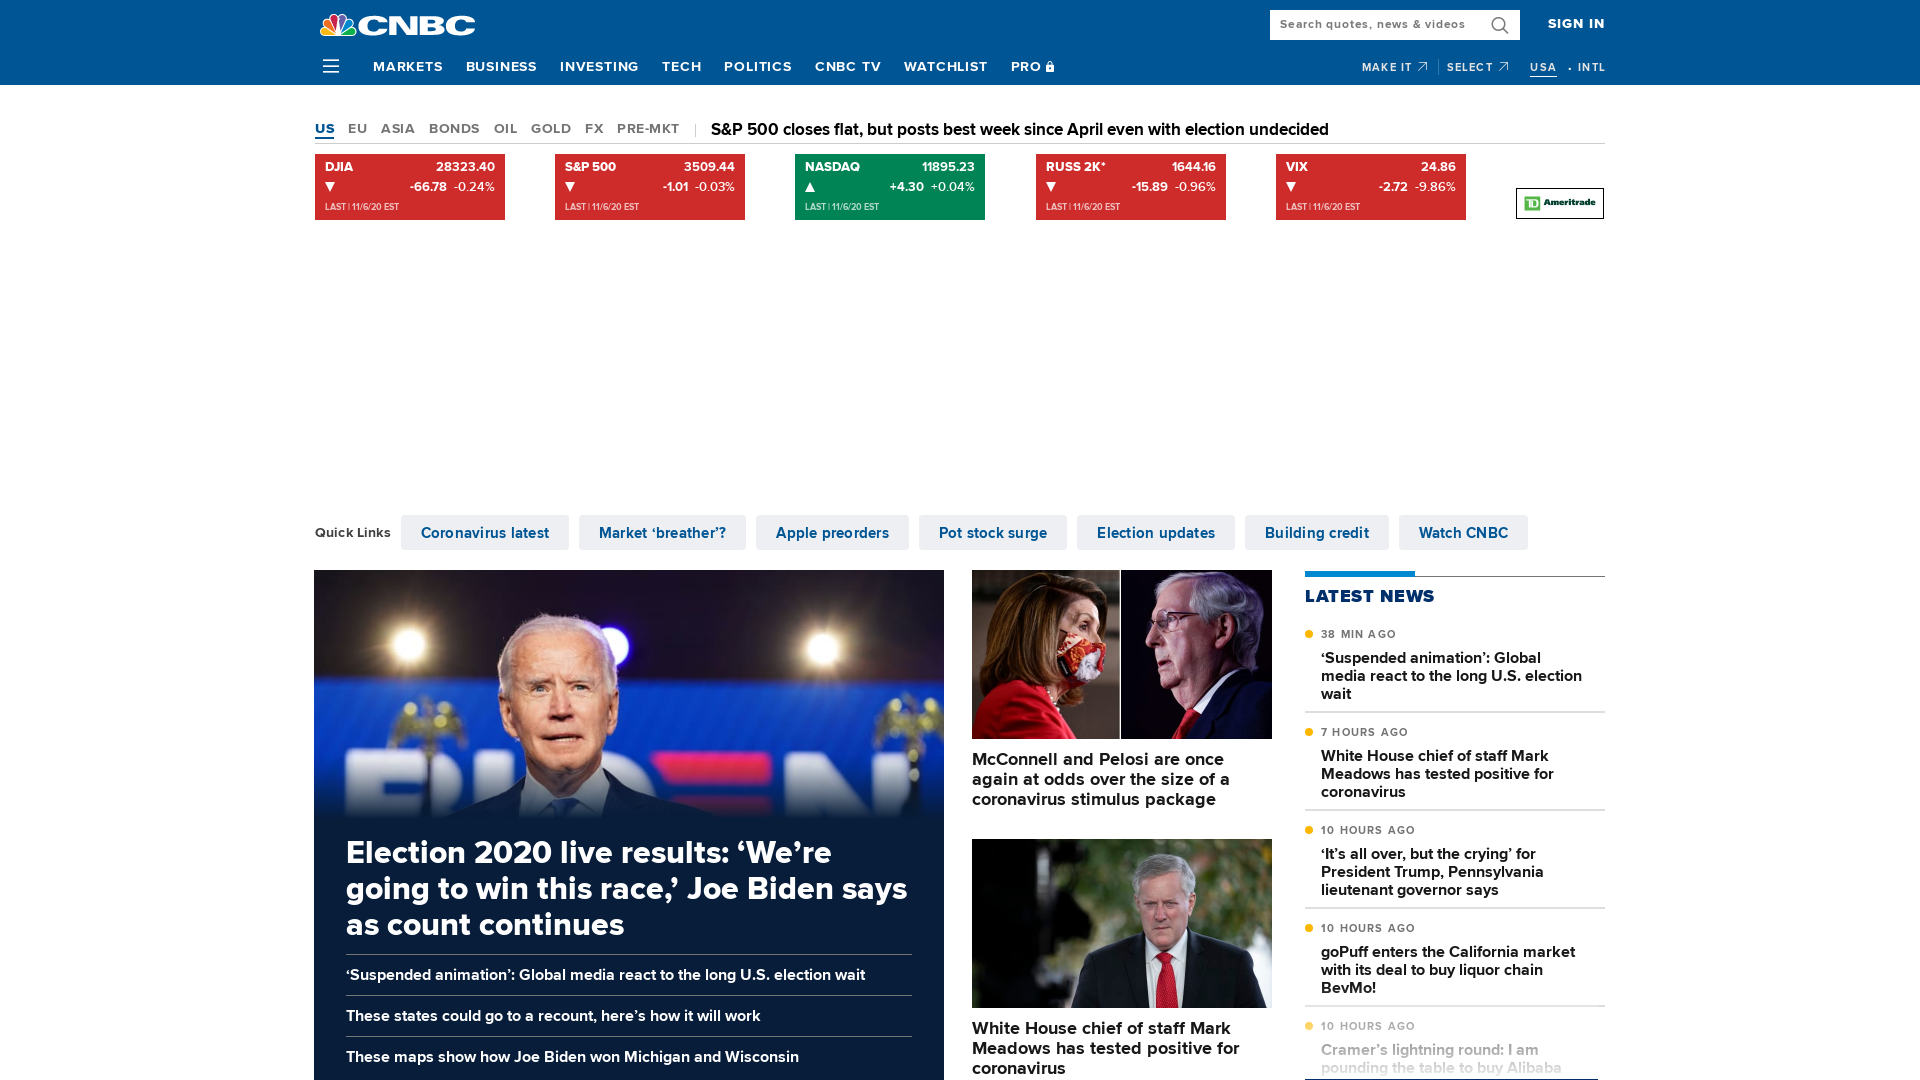 CNBC
Search quotes, news & videos
SIGN IN
MARKETS BUSINESS INVESTING TECH POLITICS CNBC TV WATCHLIST PRO
MAKE IT SELECT USA • INTL
US EU ASIA BONDS OIL GOLD FX PRE-MKT
S&P 500 closes flat, but posts best week since April even with election undecided
DJIA 28323.40
-66.78 -0.24%
LAST | 11/6/20 EST
S&P 500 3509.44
-1.01 -0.03%
LAST | 11/6/20 EST
NASDAQ 11895.23
+4.30 +0.04%
LAST | 11/6/20 EST
RUSS 2K* 1644.16
-15.89 -0.96%
LAST | 11/6/20 EST
VIX 24.86
-2.72 -9.86%
LAST | 11/6/20 EST
TD Ameritrade
Quick Links Coronavirus latest Market ‘breather’? Apple preorders Pot stock surge Election updates Building credit Watch CNBC
BIDEN
Election 2020 live results: ‘We’re
going to win this race,’ Joe Biden says
as count continues
‘Suspended animation’: Global media react to the long U.S. election wait
These states could go to a recount, here’s how it will work
These maps show how Joe Biden won Michigan and Wisconsin
McConnell and Pelosi are once
again at odds over the size of a
coronavirus stimulus package
White House chief of staff Mark
Meadows has tested positive for
coronavirus
LATEST NEWS
38 MIN AGO
‘Suspended animation’: Global
media react to the long U.S. election
wait
7 HOURS AGO
White House chief of staff Mark
Meadows has tested positive for
coronavirus
10 HOURS AGO
‘It’s all over, but the crying’ for
President Trump, Pennsylvania
lieutenant governor says
10 HOURS AGO
goPuff enters the California market
with its deal to buy liquor chain
BevMo!
10 HOURS AGO
Cramer’s lightning round: I am
pounding the table to buy Alibaba